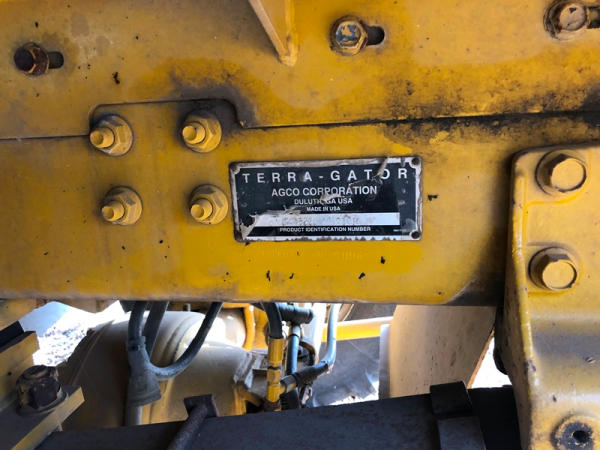 TERRA-GATOR
AGCO CORPORATION
DULUTH, GA USA
MADE IN USA
PRODUCT IDENTIFICATION NUMBER